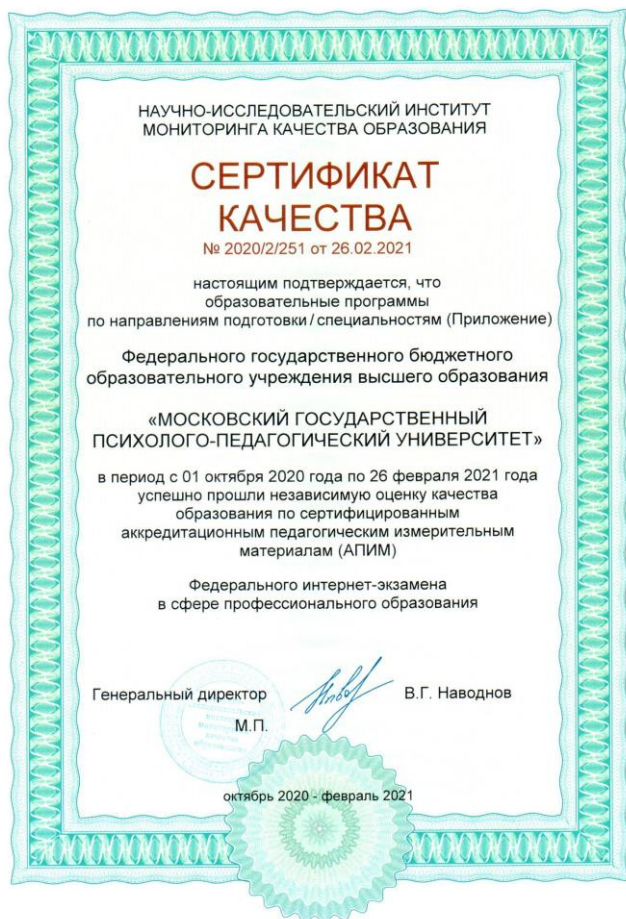 НАУЧНО-ИССЛЕДОВАТЕЛЬСКИЙ ИНСТИТУТ
МОНИТОРИНГА КАЧЕСТВА ОБРАЗОВАНИЯ
СЕРТИФИКАТ
КАЧЕСТВА
№ 2020/2/251 от 26.02.2021
настоящим подтверждается, что
образовательные программы
по направлениям подготовки / специальностям (Приложение)
Федерального государственного бюджетного
образовательного учреждения высшего образования
«МОСКОВСКИЙ ГОСУДАРСТВЕННЫЙ
ПСИХОЛОГО-ПЕДАГОГИЧЕСКИЙ УНИВЕРСИТЕТ»
в период с 01 октября 2020 года по 26 февраля 2021 года
успешно прошли независимую оценку качества
образования по сертифицированным
аккредитационным педагогическим измерительным
материалам (АПИМ)
Федерального интернет-экзамена
в сфере профессионального образования
Генеральный директор В.Г. Наводнов
М.П.
октябрь 2020 - февраль 2021